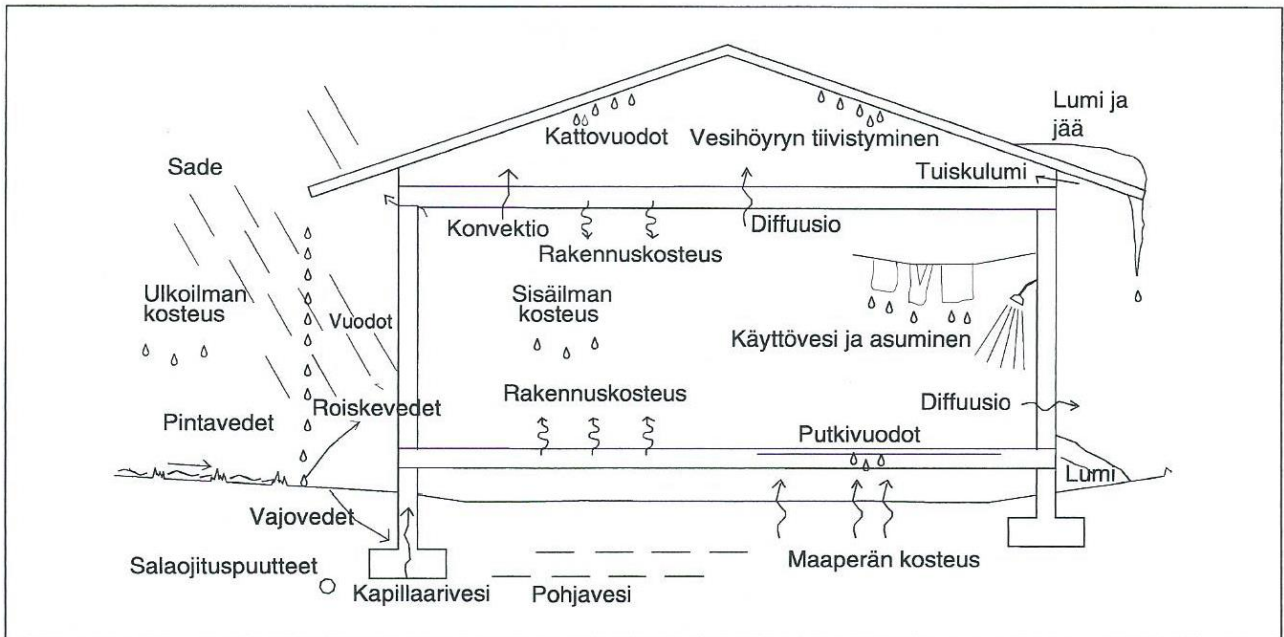 Lumi ja
jää
Kattovuodot
Vesihöyryn tiivistyminen
Sade
Tuiskulumi
Konvektio
Diffuusio
Rakennuskosteus
Ulkoilman
kosteus
Vuodot
Sisäilman
kosteus
Käyttövesi ja asuminen
Rakennuskosteus
Diffuusio
Pintavedet
Roiskevedet
Putkivuodot
Lumi
Vajovedet
Maaperän kosteus
Salaojituspuutteet
Kapillaarivesi
Pohjavesi